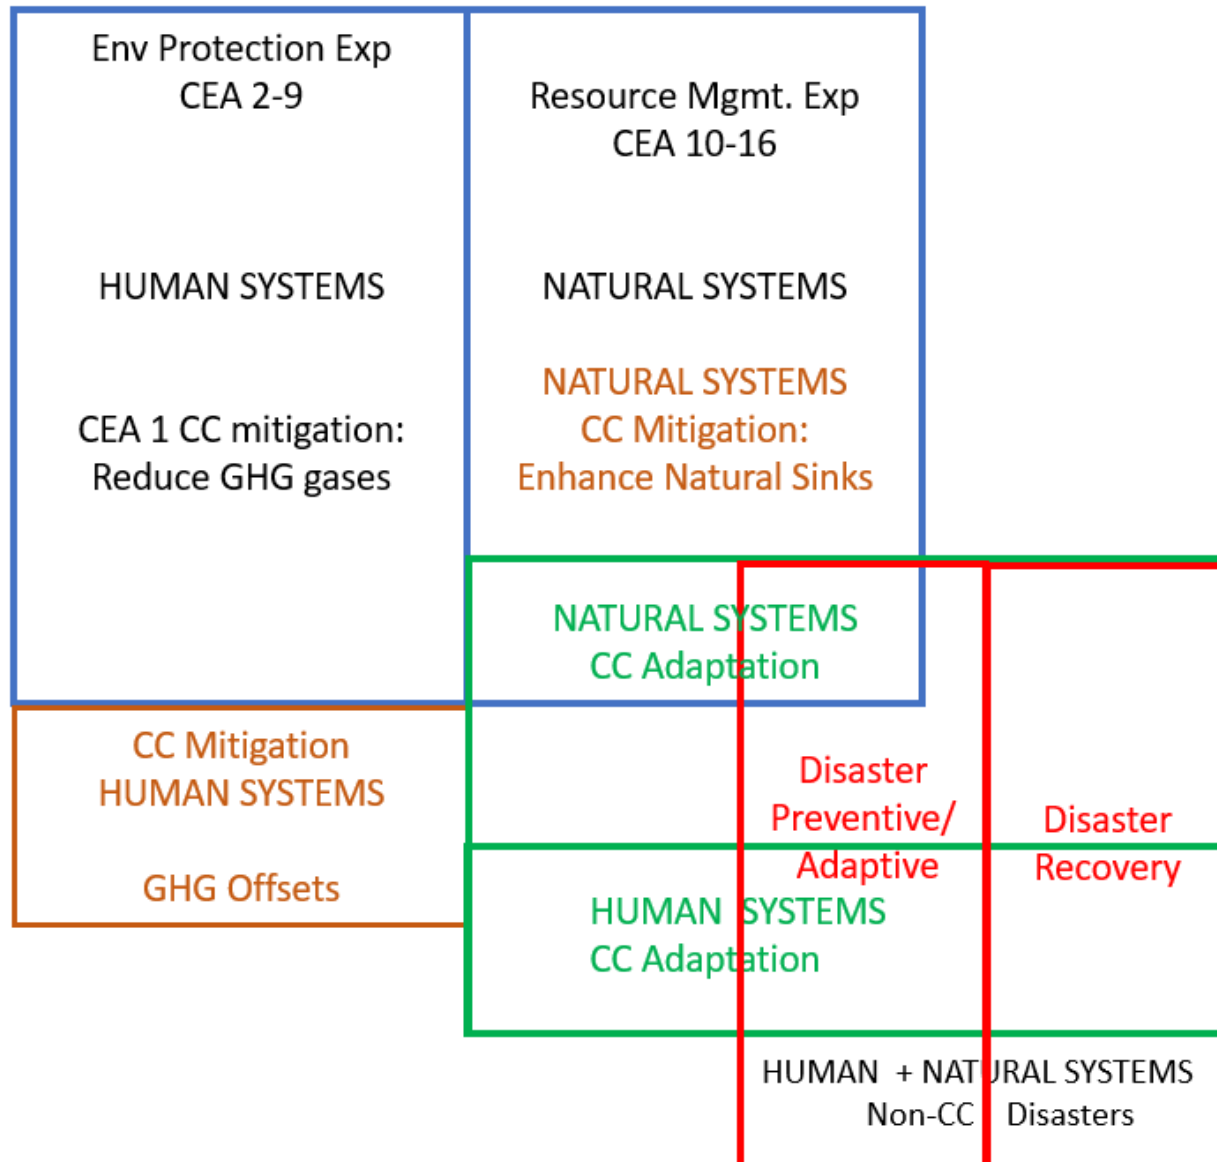 Env Protection Exp
CEA 2-9
Resource Mgmt. Exp
CEA 10-16
HUMAN SYSTEMS
NATURAL SYSTEMS
NATURAL SYSTEMS
CC Mitigation:
Enhance Natural Sinks
CEA 1 CC mitigation:
Reduce GHG gases
NATURAL SYSTEMS
CC Adaptation
CC Mitigation
HUMAN SYSTEMS
GHG Offsets
Disaster
Preventive/
Adaptive
Disaster
Recovery
HUMAN SYSTEMS
CC Adaptation
HUMAN + NATURAL SYSTEMS
Non-CC Disasters